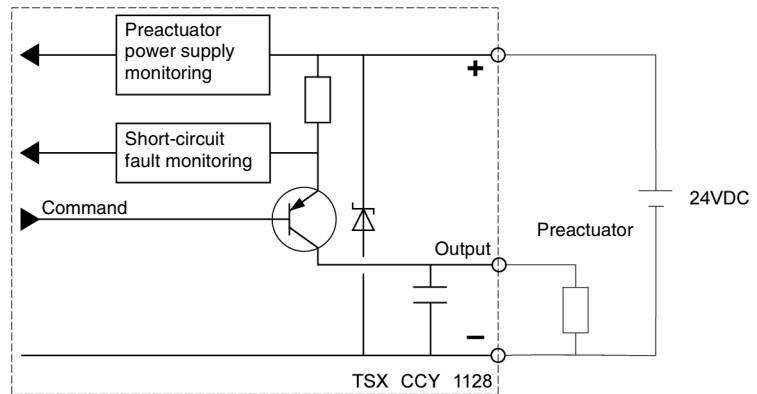 Preactuator
power supply
monitoring
+
Short-circuit
fault monitoring
Command
24VDC
Preactuator
Output
−
TSX CCY 1128